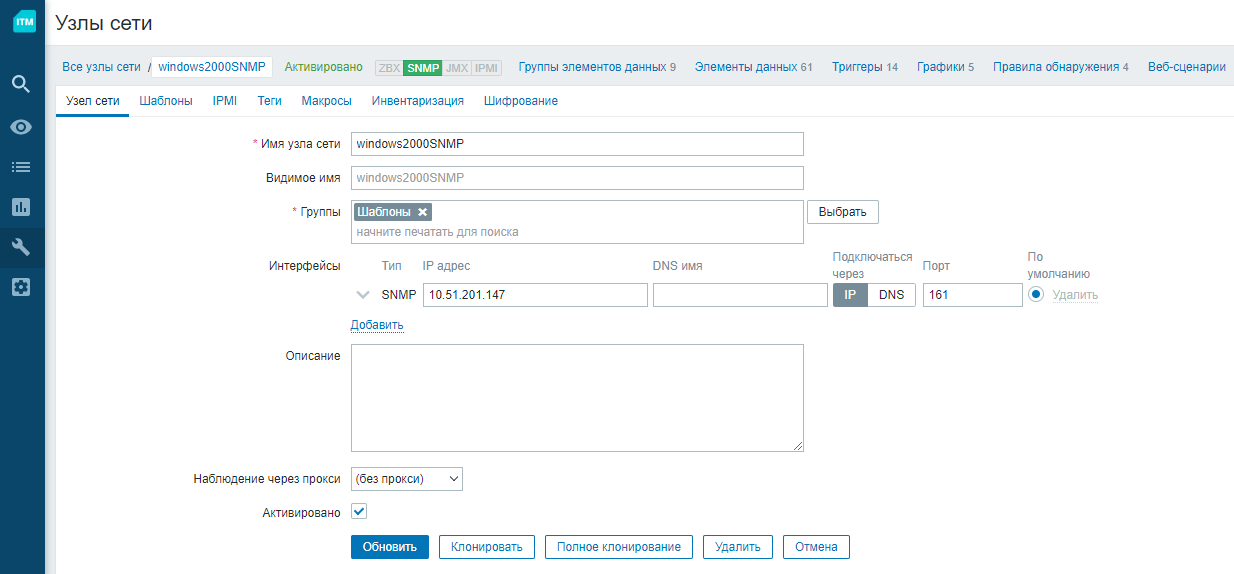 ITM
Узлы сети
Все узлы сети / windows2000SNMP Активировано ZBX SNMP JMX IPMI Группы элементов данных 9 Элементы данных 61 Триггеры 14 Графики 5 Правила обнаружения 4 Веб-сценарии
Узел сети Шаблоны IPMI Теги Макросы Инвентаризация Шифрование
* Имя узла сети windows2000SNMP
Видимое имя windows2000SNMP
* Группы Шаблоны Выбрать
начните печатать для поиска
Интерфейсы Тип IP адрес DNS имя Подключаться через Порт По умолчанию
SNMP 10.51.201.147 IP DNS 161 Удалить
Добавить
Описание
Наблюдение через прокси (без прокси)
Активировано
Обновить Клонировать Полное клонирование Удалить Отмена